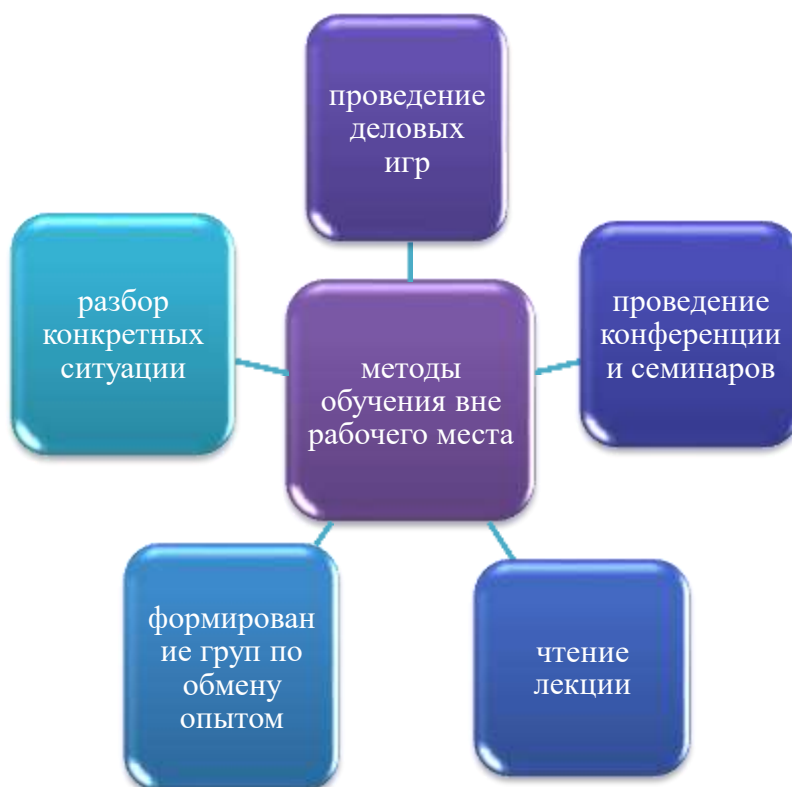 проведение
деловых
игр
разбор
конкретных
ситуации
проведение
конференции
и семинаров
методы
обучения вне
рабочего места
формирован
ие груп по
обмену
опытом
чтение
лекции